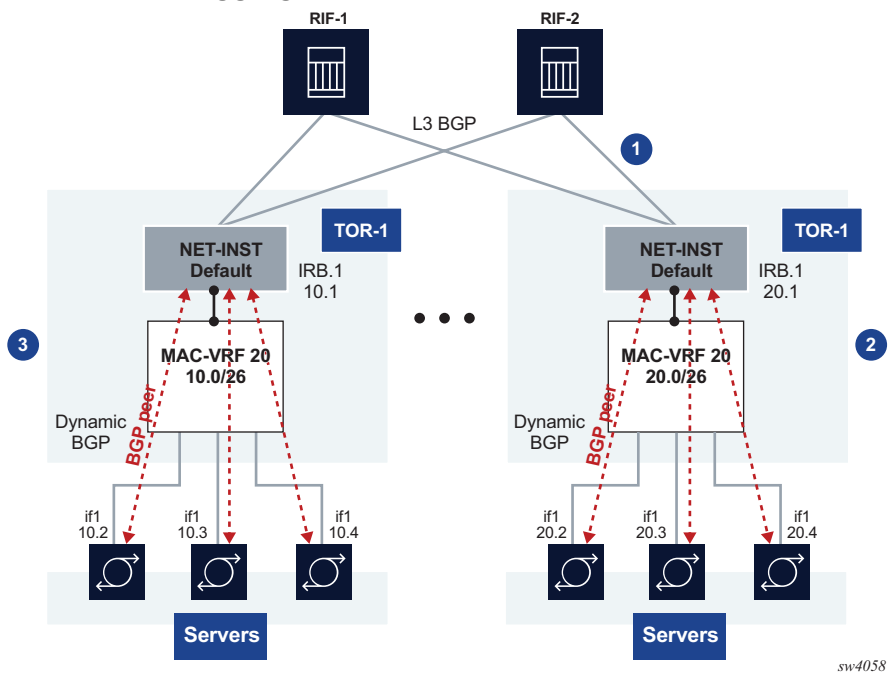 RIF-1
RIF-2
L3 BGP
1
TOR-1
TOR-1
NET-INST
Default
IRB.1
10.1
NET-INST
Default
IRB.1
20.1
3
MAC-VRF 20
10.0/26
MAC-VRF 20
20.0/26
2
Dynamic
BGP
BGP peer
Dynamic
BGP
BGP peer
if1
10.2
if1
10.3
if1
10.4
if1
20.2
if1
20.3
if1
20.4
Servers
Servers
sw4058